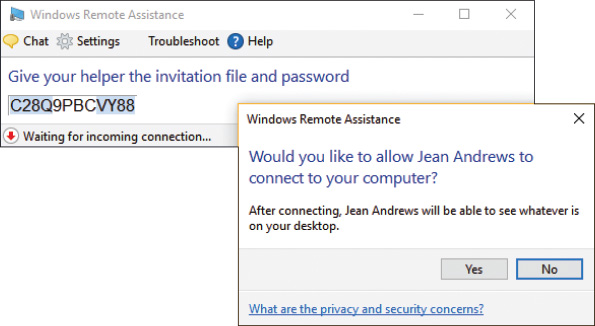 Windows Remote Assistance
Chat Settings Troubleshoot Help
Give your helper the invitation file and password
C28Q9PBCVY88
Waiting for incoming connection...
Windows Remote Assistance
Would you like to allow Jean Andrews to
connect to your computer?
After connecting, Jean Andrews will be able to see whatever is
on your desktop.
Yes No
What are the privacy and security concerns?